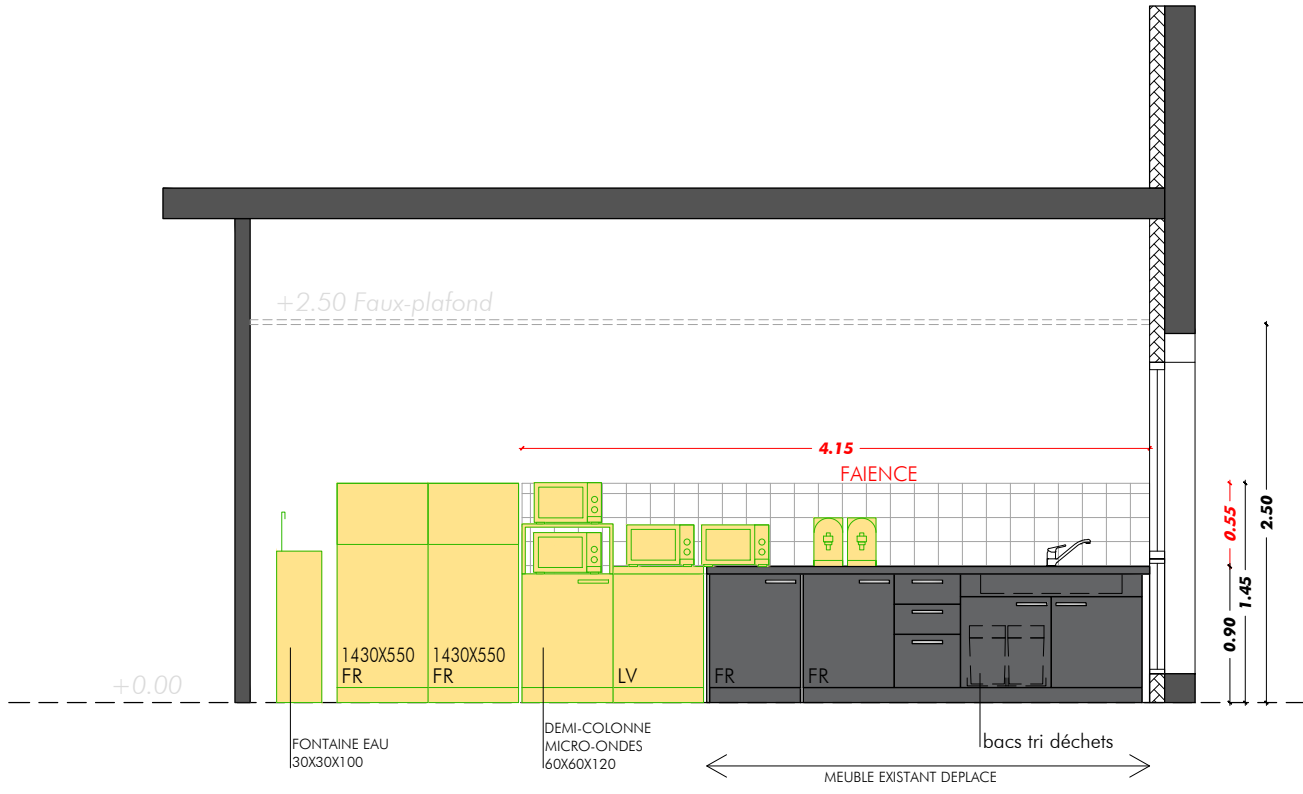 +2.50 Faux-plafond
4.15
FAIENCE
0.55
2.50
1.45
0.90
1430X550
FR
1430X550
FR
LV
FR
FR
+0.00
FONTAINE EAU
30X30X100
DEMI-COLONNE
MICRO-ONDES
60X60X120
bacs tri déchets
MEUBLE EXISTANT DEPLACE